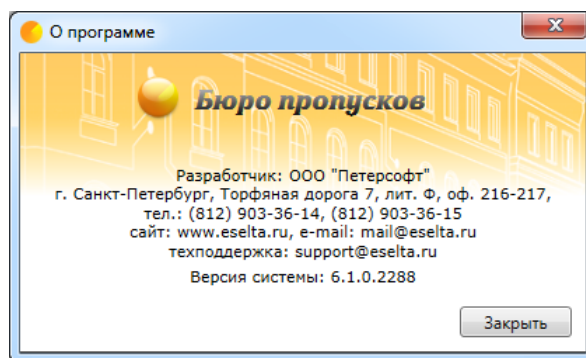 О программе
Бюро пропусков
Разработчик: ООО "Петерсофт"
г. Санкт-Петербург, Торфяная дорога 7, лит. Ф, оф. 216-217,
тел.: (812) 903-36-14, (812) 903-36-15
сайт: www.eselta.ru, e-mail: mail@eselta.ru
техподдержка: support@eselta.ru
Версия системы: 6.1.0.2288
Закрыть